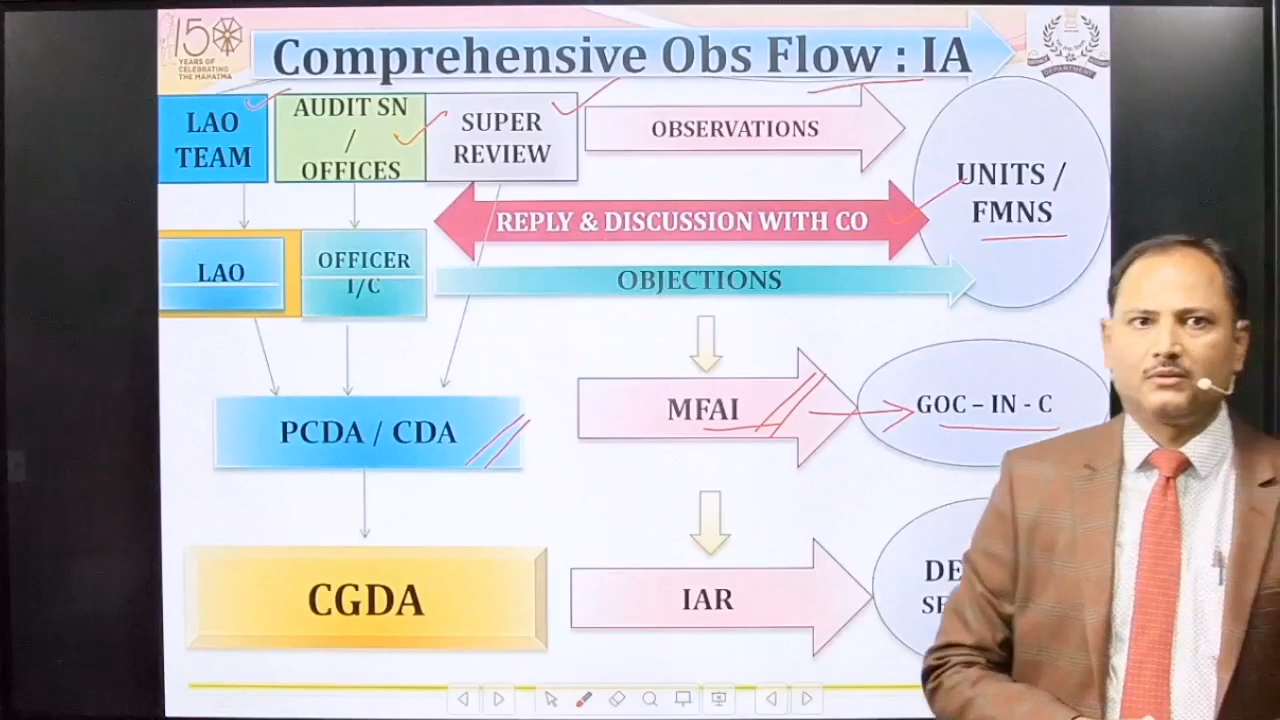 150
YEARS OF
CELEBRATING
THE MAHATMA
Comprehensive Obs Flow : IA
DEPARTMENT
LAO
TEAM
AUDIT SN
/
OFFICES
SUPER
REVIEW
OBSERVATIONS
UNITS /
FMNS
REPLY & DISCUSSION WITH CO
LAO
OFFICER
I/C
OBJECTIONS
PCDA / CDA
MFAI
GOC – IN - C
CGDA
IAR